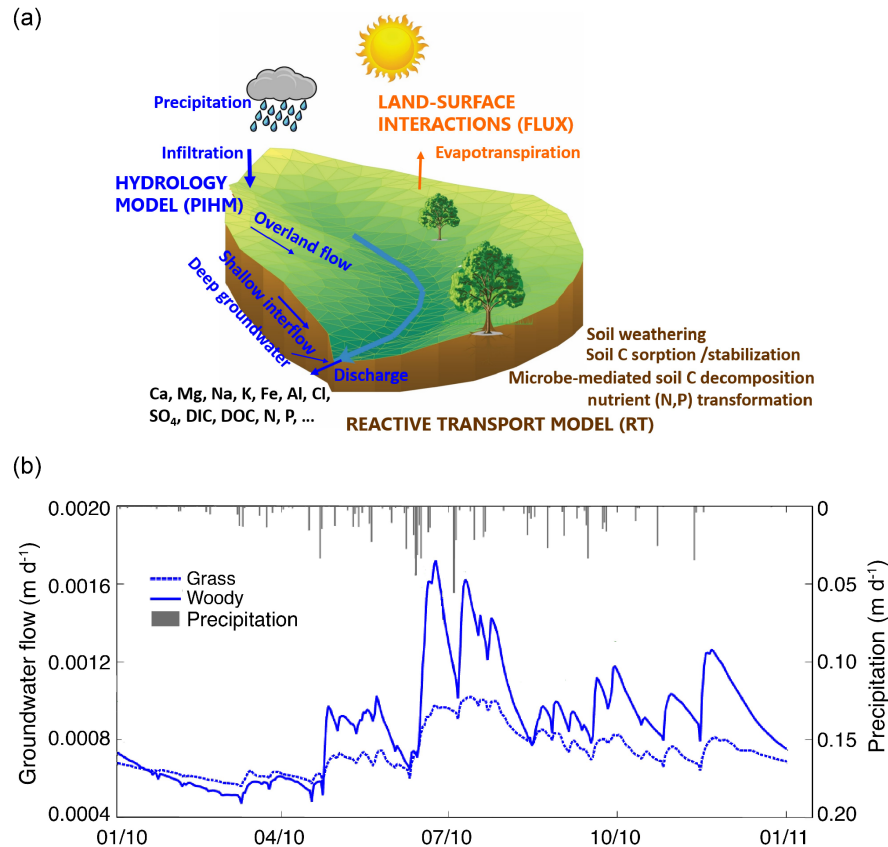 (a)
Precipitation
LAND-SURFACE
INTERACTIONS (FLUX)
Infiltration
Evapotranspiration
HYDROLOGY
MODEL (PIHM)
Overland flow
Shallow interflow
Deep groundwater
Discharge
Soil weathering
Soil C sorption /stabilization
Microbe-mediated soil C decomposition
nutrient (N,P) transformation
Ca, Mg, Na, K, Fe, Al, Cl,
SO₄, DIC, DOC, N, P, ...
REACTIVE TRANSPORT MODEL (RT)
(b)
Groundwater flow (m d⁻¹)
0.0020
0.0016
0.0012
0.0008
0.0004
Grass
Woody
Precipitation
0
0.05
0.10
0.15
0.20
Precipitation (m d⁻¹)
01/10 04/10 07/10 10/10 01/11